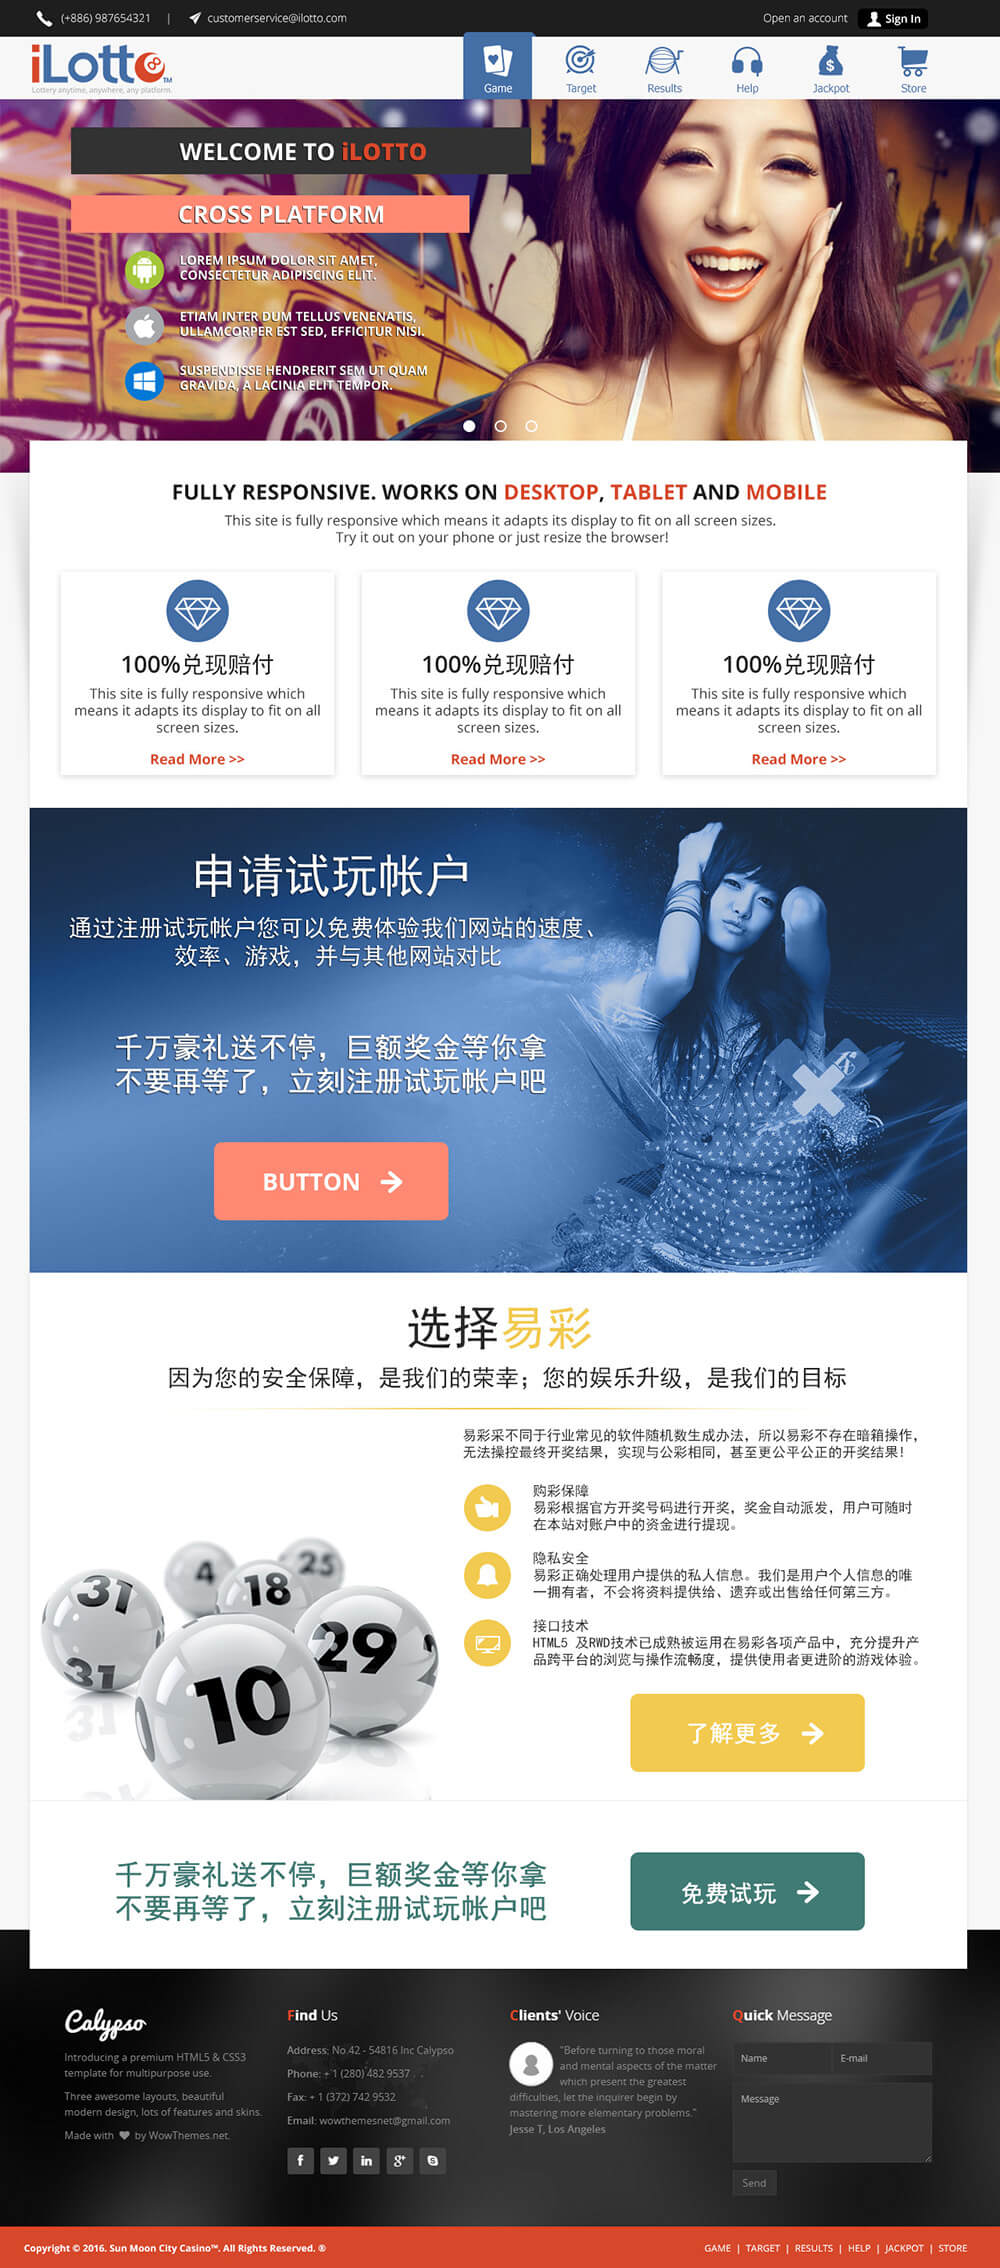 (+886) 987654321 | customerservice@ilotto.com
Open an account Sign In
iLotto™
Lottery anytime, anywhere, any platform.
Game Target Results Help Jackpot Store
WELCOME TO iLOTTO
CROSS PLATFORM
LOREM IPSUM DOLOR SIT AMET,
CONSECTETUR ADIPISCING ELIT.
ETIAM INTER DUM TELLUS VENENATIS,
ULLAMCORPER EST SED, EFFICITUR NISI.
SUSPENDISSE HENDRERIT SEM UT QUAM
GRAVIDA, A LACINIA ELIT TEMPOR.
FULLY RESPONSIVE. WORKS ON DESKTOP, TABLET AND MOBILE
This site is fully responsive which means it adapts its display to fit on all screen sizes.
Try it out on your phone or just resize the browser!
100%兑现赔付
This site is fully responsive which
means it adapts its display to fit on all
screen sizes.
Read More >>
100%兑现赔付
This site is fully responsive which
means it adapts its display to fit on all
screen sizes.
Read More >>
100%兑现赔付
This site is fully responsive which
means it adapts its display to fit on all
screen sizes.
Read More >>
申请试玩帐户
通过注册试玩帐户您可以免费体验我们网站的速度、
效率、游戏，并与其他网站对比
千万豪礼送不停，巨额奖金等你拿
不要再等了，立刻注册试玩帐户吧
BUTTON
选择易彩
因为您的安全保障，是我们的荣幸；您的娱乐升级，是我们的目标
易彩采不同于行业常见的软件随机数生成办法，所以易彩不存在暗箱操作，
无法操控最终开奖结果，实现与公彩相同，甚至更公平公正的开奖结果！
购彩保障
易彩根据官方开奖号码进行开奖，奖金自动派发，用户可随时
在本站对账户中的资金进行提现。
隐私安全
易彩正确处理用户提供的私人信息。我们是用户个人信息的唯
一拥有者，不会将资料提供给、遗弃或出售给任何第三方。
接口技术
HTML5 及RWD技术已成熟被运用在易彩各项产品中，充分提升产
品跨平台的浏览与操作流畅度，提供使用者更进阶的游戏体验。
4
25
31
18
29
31
10
了解更多
千万豪礼送不停，巨额奖金等你拿
不要再等了，立刻注册试玩帐户吧
免费试玩
Calypso
Introducing a premium HTML5 & CSS3
template for multipurpose use.
Three awesome layouts, beautiful
modern design, lots of features and skins.
Made with ♥ by WowThemes.net.
Find Us
Address: No.42 - 54816 Inc Calypso
Phone: + 1 (280) 482 9537
Fax: + 1 (372) 742 9532
Email: wowthemesnet@gmail.com
Clients' Voice
"Before turning to those moral
and mental aspects of the matter
which present the greatest
difficulties, let the inquirer begin by
mastering more elementary problems."
Jesse T, Los Angeles
Quick Message
Name E-mail
Message
Send
Copyright © 2016. Sun Moon City Casino™. All Rights Reserved. ®
GAME | TARGET | RESULTS | HELP | JACKPOT | STORE